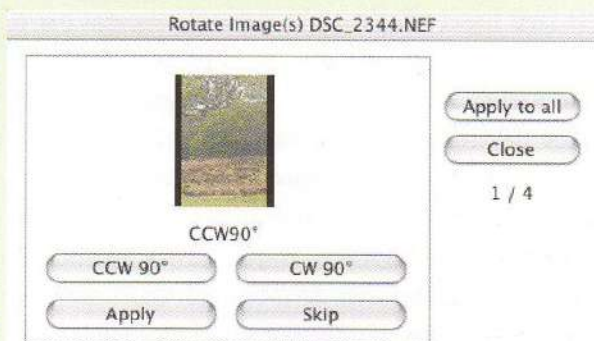 Rotate Image(s) DSC_2344.NEF
Apply to all
Close
1 / 4
CCW90°
CCW 90° CW 90°
Apply Skip